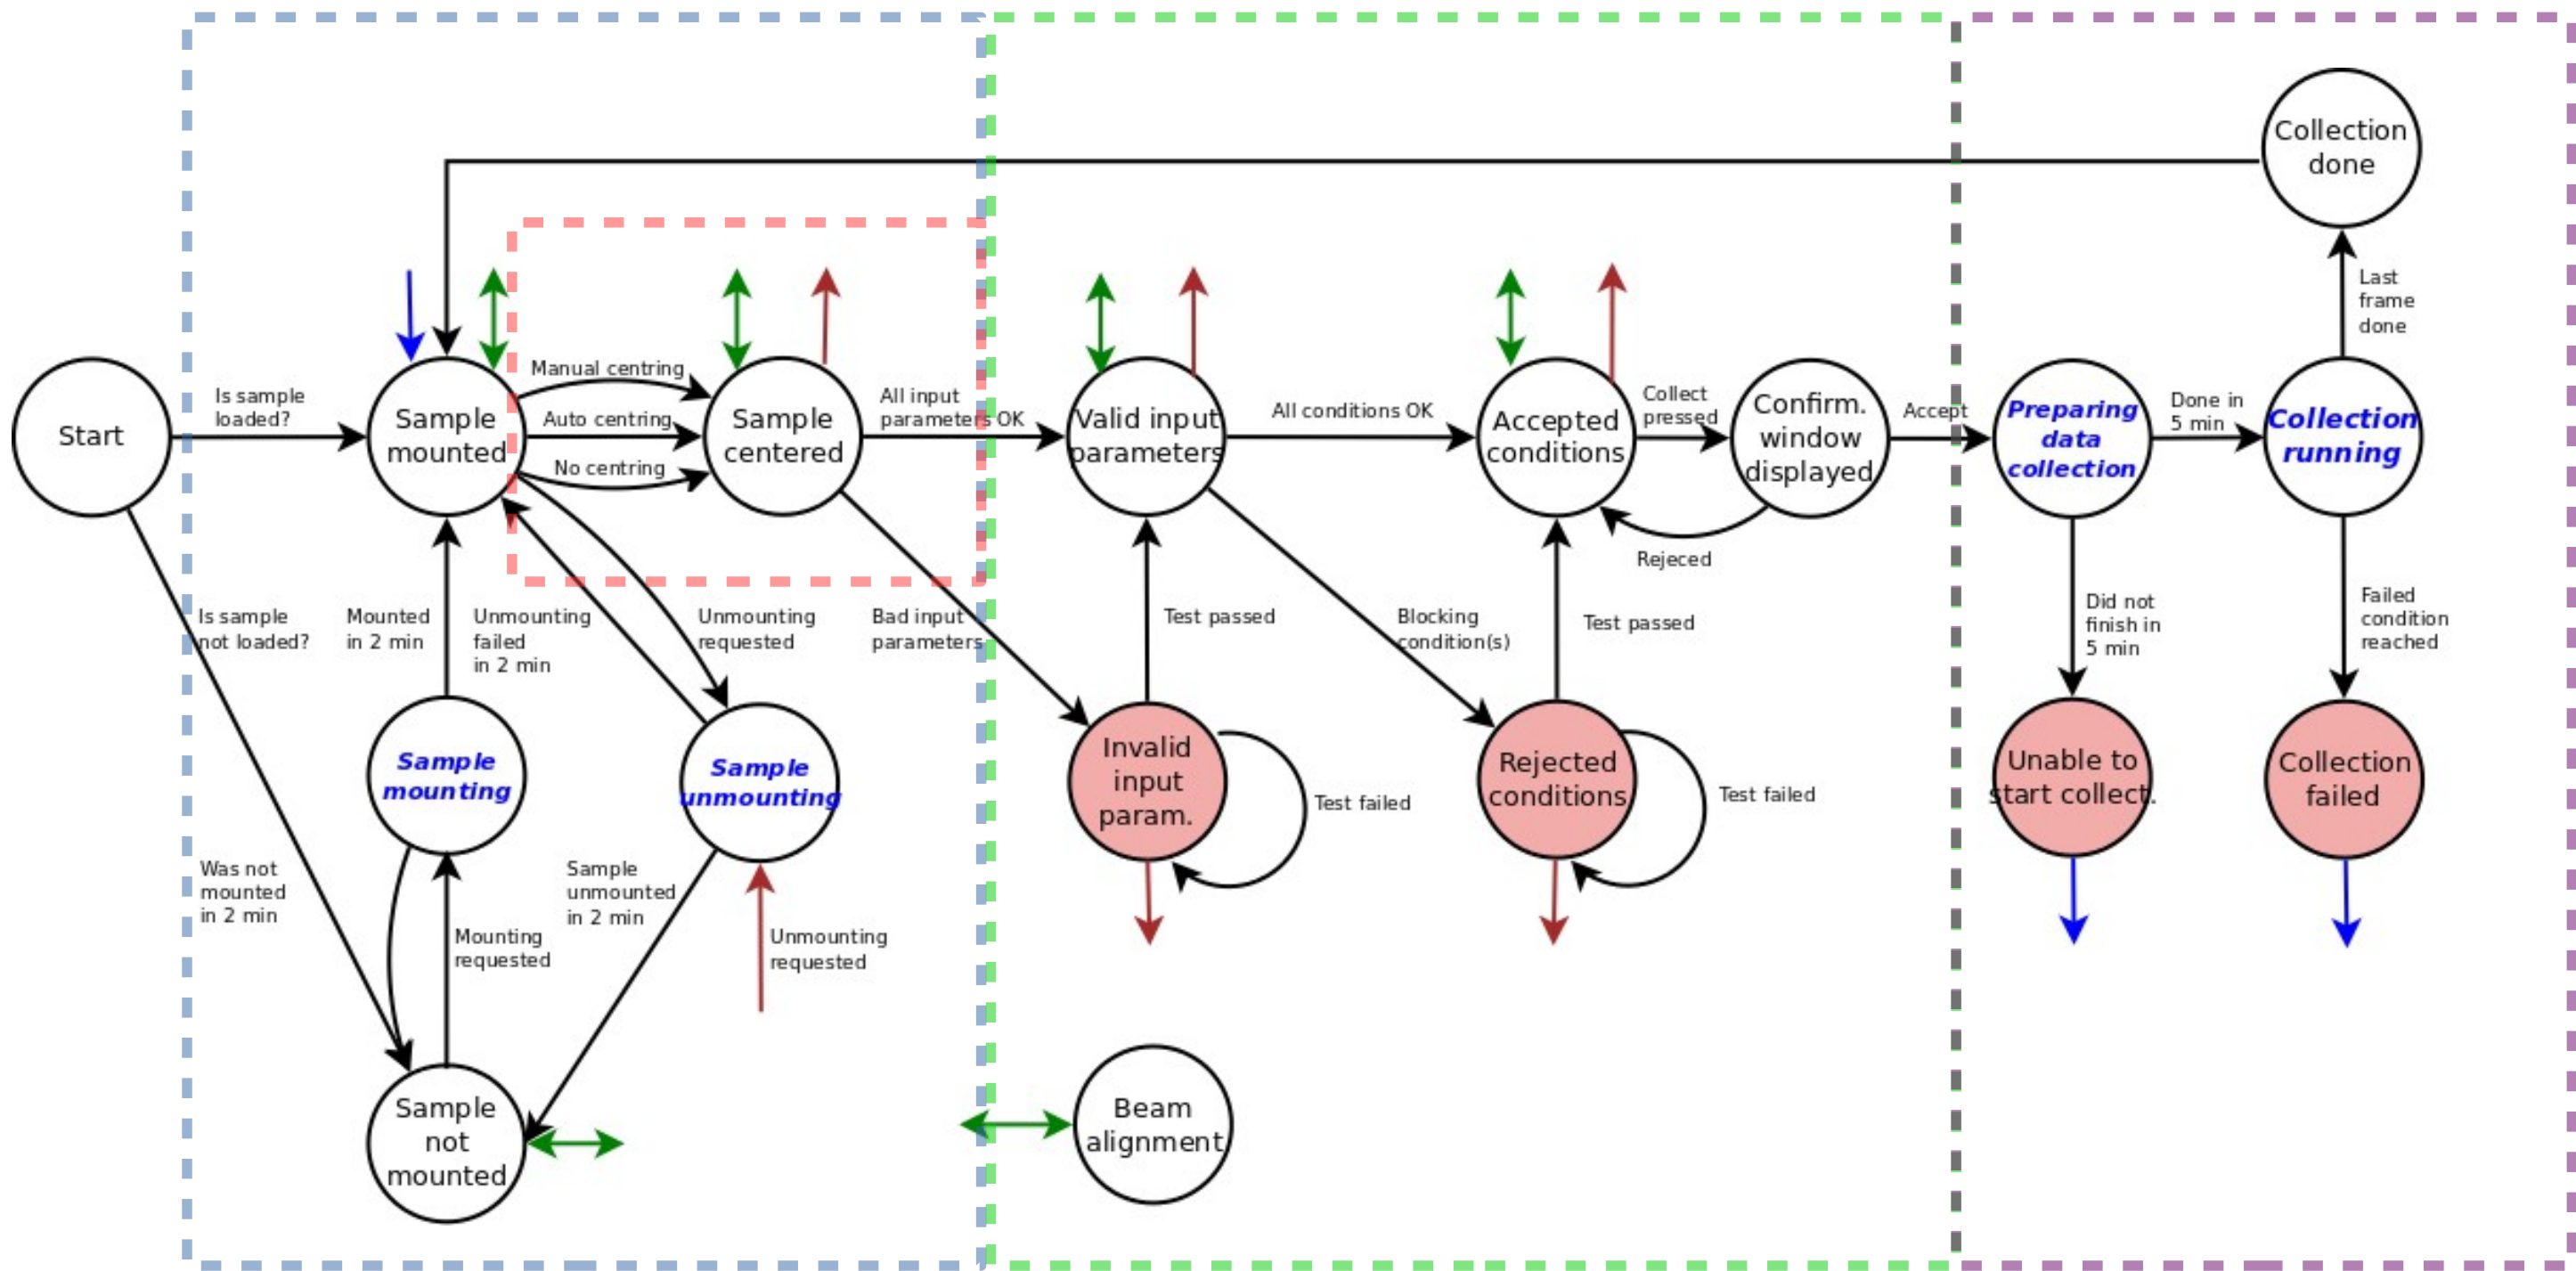 Collection
done
Last
frame
done
Manual centring
Auto centring
No centring
Is sample
loaded?
All input
parameters OK
All conditions OK
Collect
pressed
Accept
Done in
5 min
Start
Sample
mounted
Sample
centered
Valid input
parameters
Accepted
conditions
Confirm.
window
displayed
Preparing
data
collection
Collection
running
Rejeced
Is sample
not loaded?
Mounted
in 2 min
Unmounting
failed
in 2 min
Unmounting
requested
Bad input
parameters
Test passed
Blocking
condition(s)
Test passed
Did not
finish in
5 min
Failed
condition
reached
Sample
mounting
Sample
unmounting
Invalid
input
param.
Test failed
Rejected
conditions
Test failed
Unable to
start collect.
Collection
failed
Was not
mounted
in 2 min
Mounting
requested
Sample
unmounted
in 2 min
Unmounting
requested
Sample
not
mounted
Beam
alignment